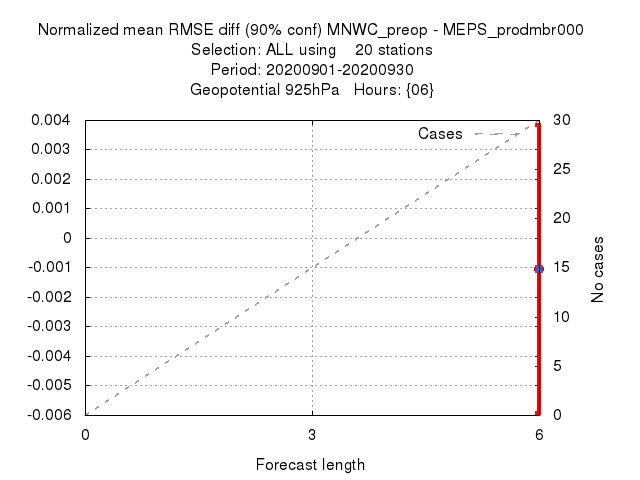 Normalized mean RMSE diff (90% conf) MNWC_preop - MEPS_prodmbr000
Selection: ALL using    20 stations
Period: 20200901-20200930
Geopotential 925hPa   Hours: {06}
0.004
0.003
0.002
0.001
0
-0.001
-0.002
-0.003
-0.004
-0.005
-0.006
Cases
30
25
20
15
10
5
0
No cases
0 3 6
Forecast length